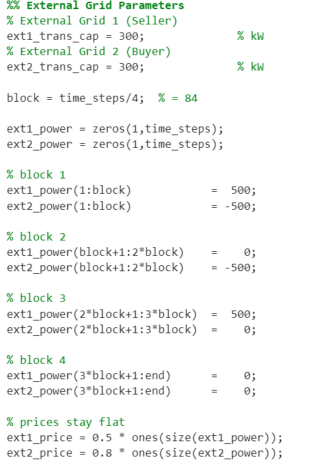 %% External Grid Parameters
% External Grid 1 (Seller)
ext1_trans_cap = 300;                % kW
% External Grid 2 (Buyer)
ext2_trans_cap = 300;                % kW

block = time_steps/4;  % = 84

ext1_power = zeros(1,time_steps);
ext2_power = zeros(1,time_steps);

% block 1
ext1_power(1:block)            =  500;
ext2_power(1:block)            = -500;

% block 2
ext1_power(block+1:2*block)    =    0;
ext2_power(block+1:2*block)    = -500;

% block 3
ext1_power(2*block+1:3*block)  =  500;
ext2_power(2*block+1:3*block)  =    0;

% block 4
ext1_power(3*block+1:end)      =    0;
ext2_power(3*block+1:end)      =    0;

% prices stay flat
ext1_price = 0.5 * ones(size(ext1_power));
ext2_price = 0.8 * ones(size(ext2_power));